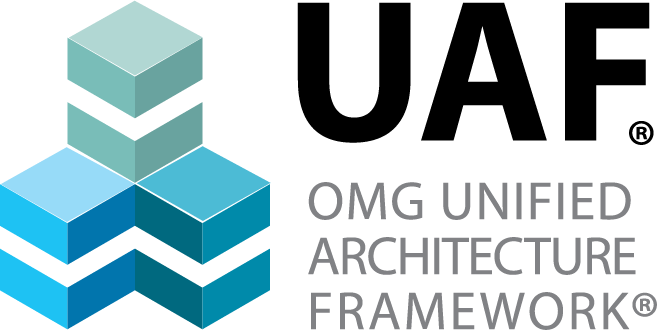 UAF®
OMG UNIFIED
ARCHITECTURE
FRAMEWORK®